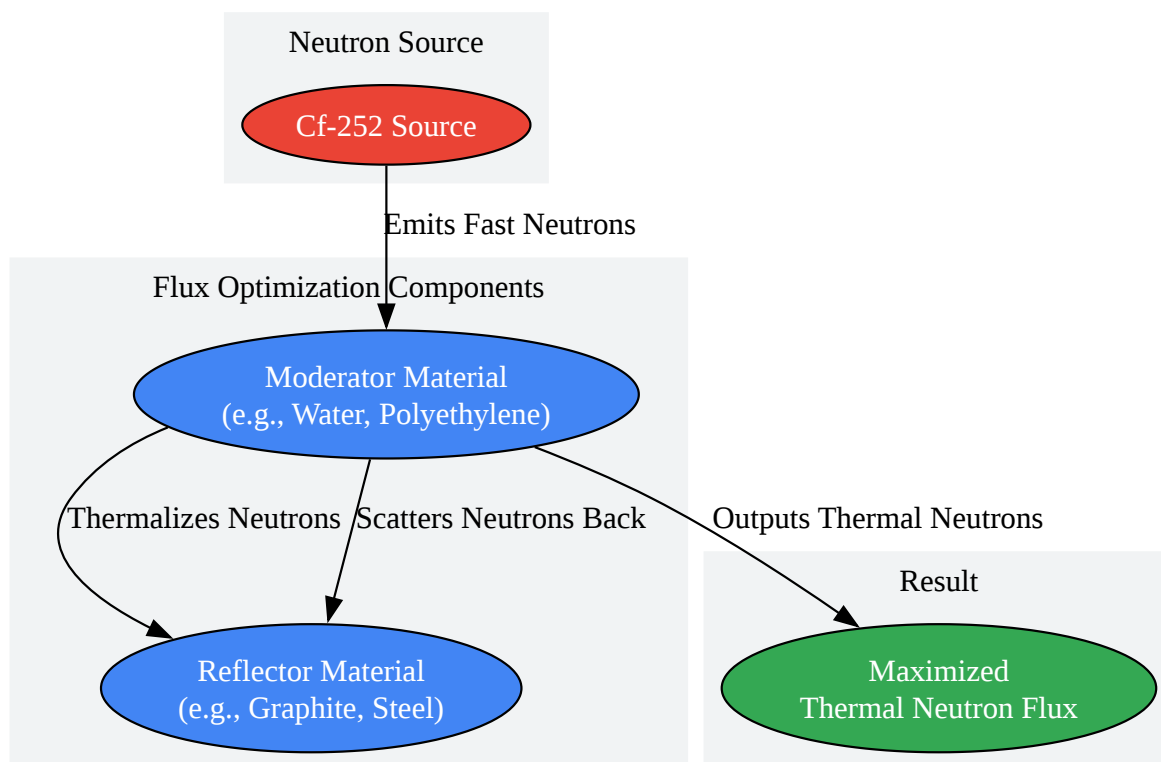 Neutron Source
Cf-252 Source
Emits Fast Neutrons
Flux Optimization Components
Moderator Material
(e.g., Water, Polyethylene)
Thermalizes Neutrons
Scatters Neutrons Back
Outputs Thermal Neutrons
Reflector Material
(e.g., Graphite, Steel)
Result
Maximized
Thermal Neutron Flux